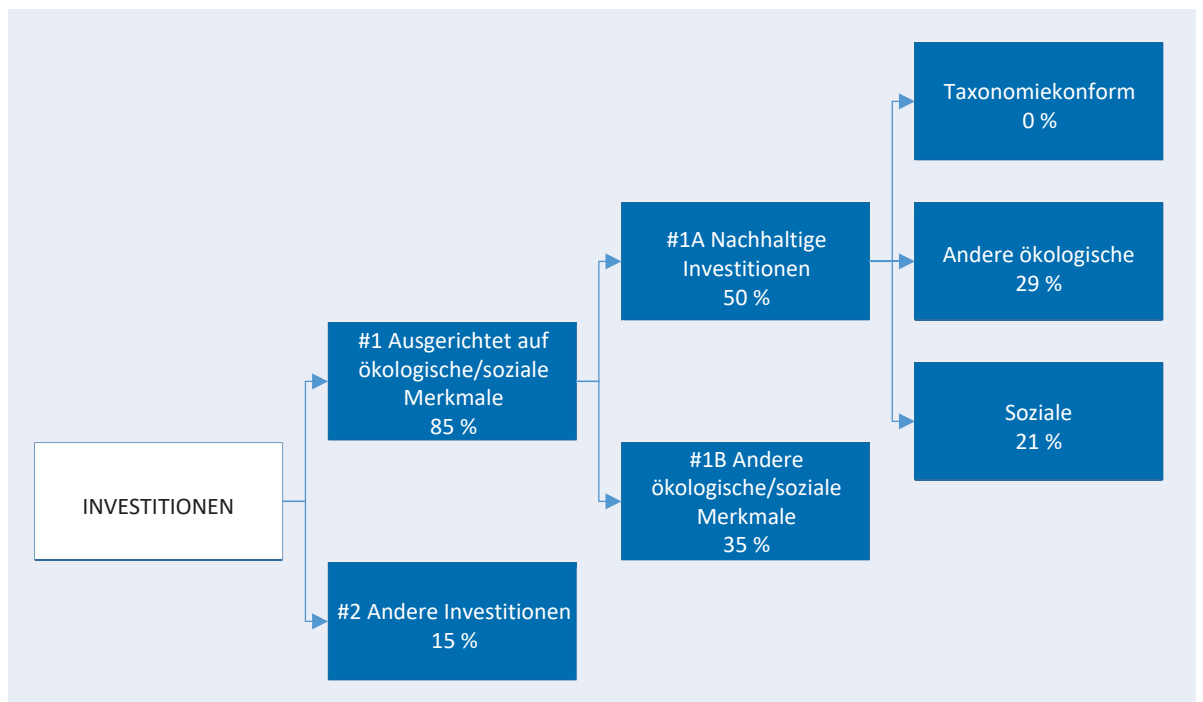 INVESTITIONEN
#1 Ausgerichtet auf
ökologische/soziale
Merkmale
85 %
#2 Andere Investitionen
15 %
#1A Nachhaltige
Investitionen
50 %
#1B Andere
ökologische/soziale
Merkmale
35 %
Taxonomiekonform
0 %
Andere ökologische
29 %
Soziale
21 %